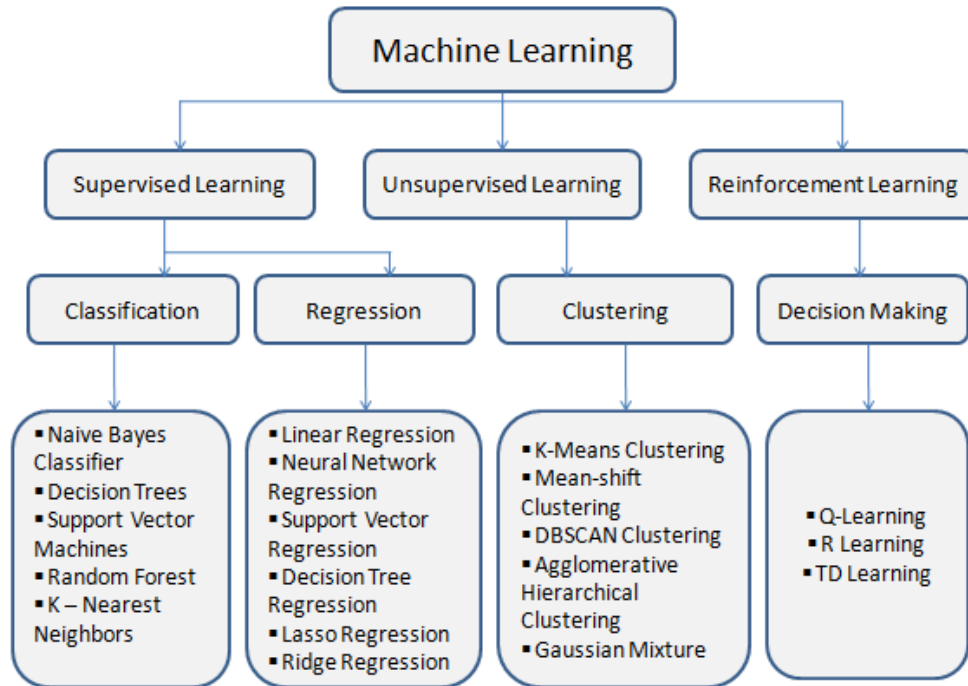 Machine Learning
Supervised Learning
Unsupervised Learning
Reinforcement Learning
Classification
Regression
Clustering
Decision Making
▪ Naive Bayes
Classifier
▪ Decision Trees
▪ Support Vector
Machines
▪ Random Forest
▪ K – Nearest
Neighbors
▪ Linear Regression
▪ Neural Network
Regression
▪ Support Vector
Regression
▪ Decision Tree
Regression
▪ Lasso Regression
▪ Ridge Regression
▪ K-Means Clustering
▪ Mean-shift
Clustering
▪ DBSCAN Clustering
▪ Agglomerative
Hierarchical
Clustering
▪ Gaussian Mixture
▪ Q-Learning
▪ R Learning
▪ TD Learning